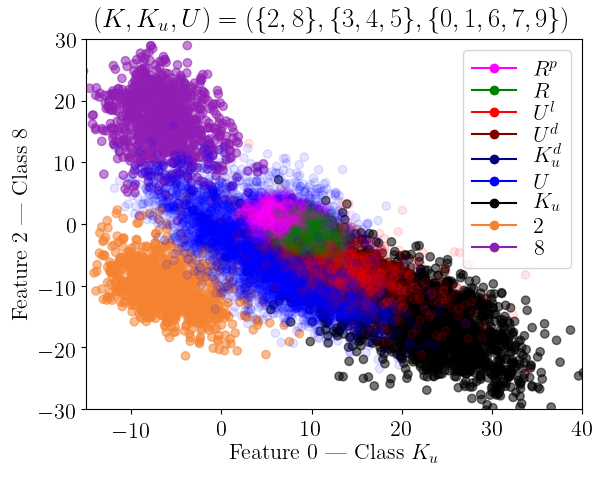 (K, K_u, U) = ({2, 8}, {3, 4, 5}, {0, 1, 6, 7, 9})
30
20
10
0
−10
−20
−30
Feature 2 — Class 8
R^p
R
U^l
U^d
K_u^d
U
K_u
2
8
−10
0
10
20
30
40
Feature 0 — Class K_u